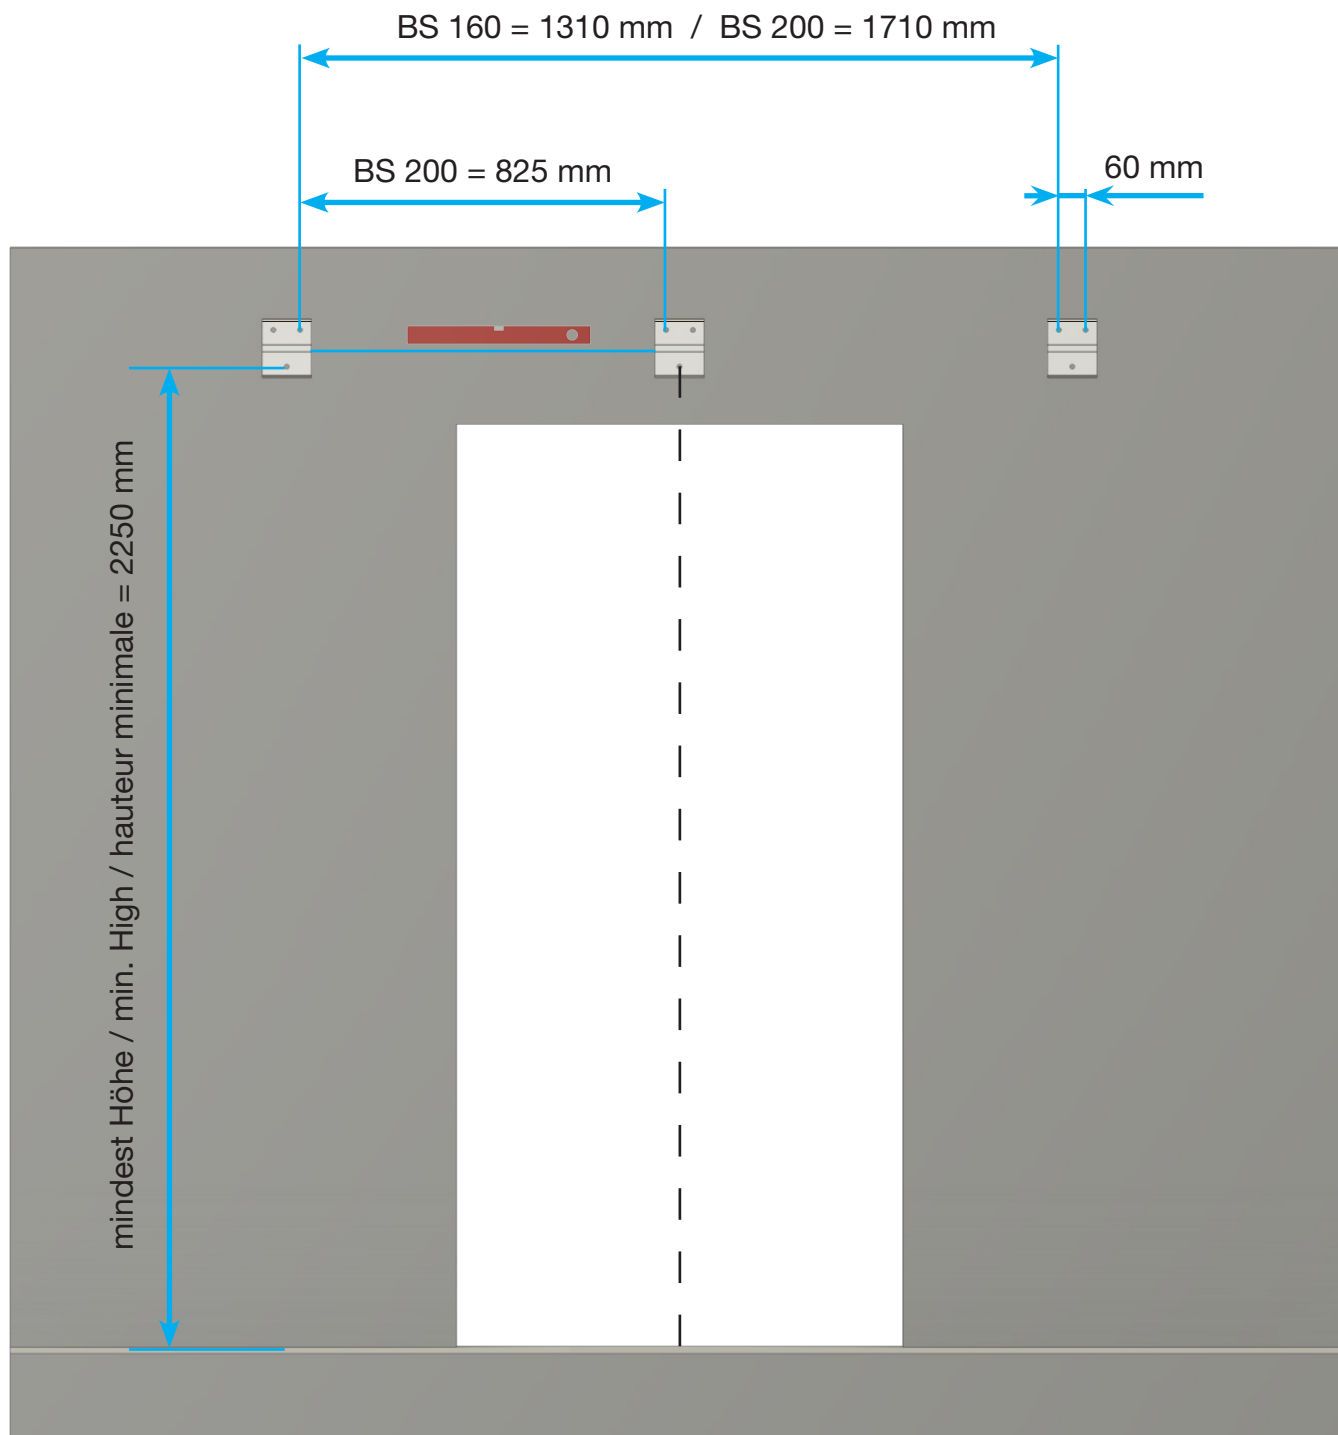 BS 160 = 1310 mm / BS 200 = 1710 mm
BS 200 = 825 mm
60 mm
mindest Höhe / min. High / hauteur minimale = 2250 mm